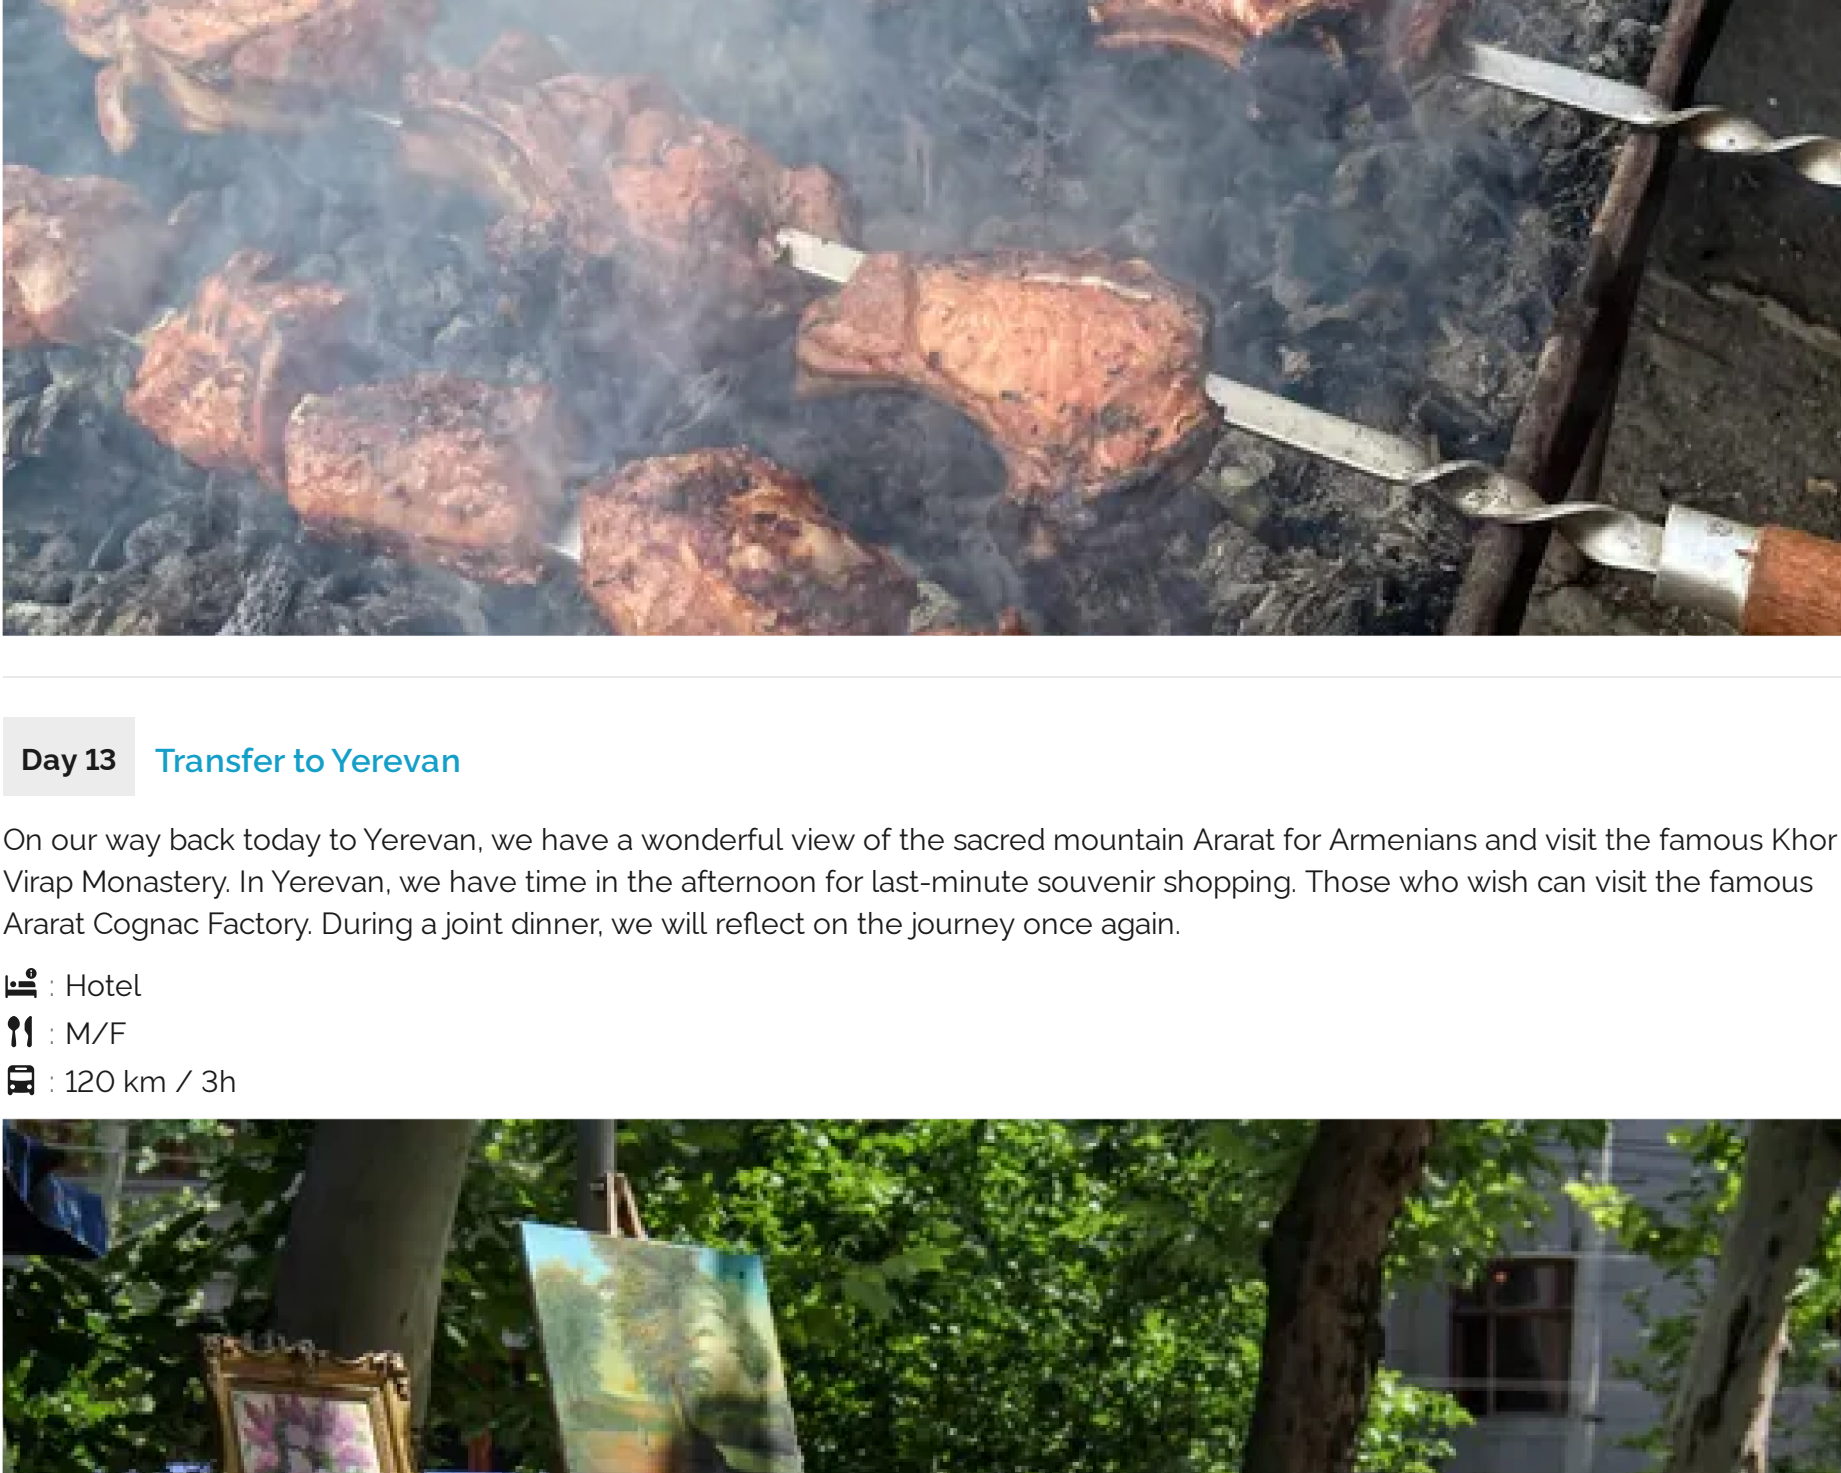 Day 13
Transfer to Yerevan
On our way back today to Yerevan, we have a wonderful view of the sacred mountain Ararat for Armenians and visit the famous Khor
Virap Monastery. In Yerevan, we have time in the afternoon for last-minute souvenir shopping. Those who wish can visit the famous
Ararat Cognac Factory. During a joint dinner, we will reflect on the journey once again.
: Hotel
: M/F
: 120 km / 3h